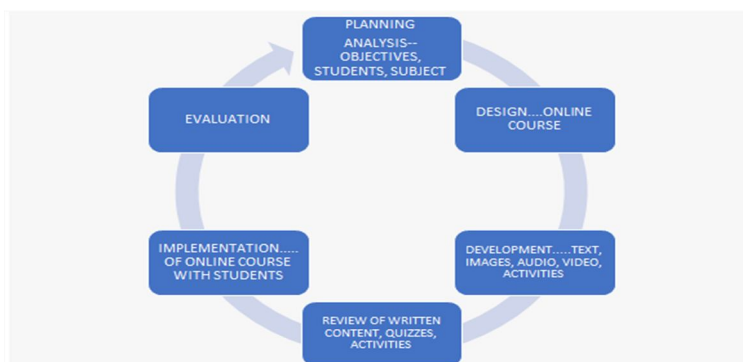 PLANNING
ANALYSIS--
OBJECTIVES,
STUDENTS, SUBJECT
DESIGN....ONLINE
COURSE
DEVELOPMENT.....TEXT,
IMAGES, AUDIO, VIDEO,
ACTIVITIES
REVIEW OF WRITTEN
CONTENT, QUIZZES,
ACTIVITIES
IMPLEMENTATION.....
OF ONLINE COURSE
WITH STUDENTS
EVALUATION